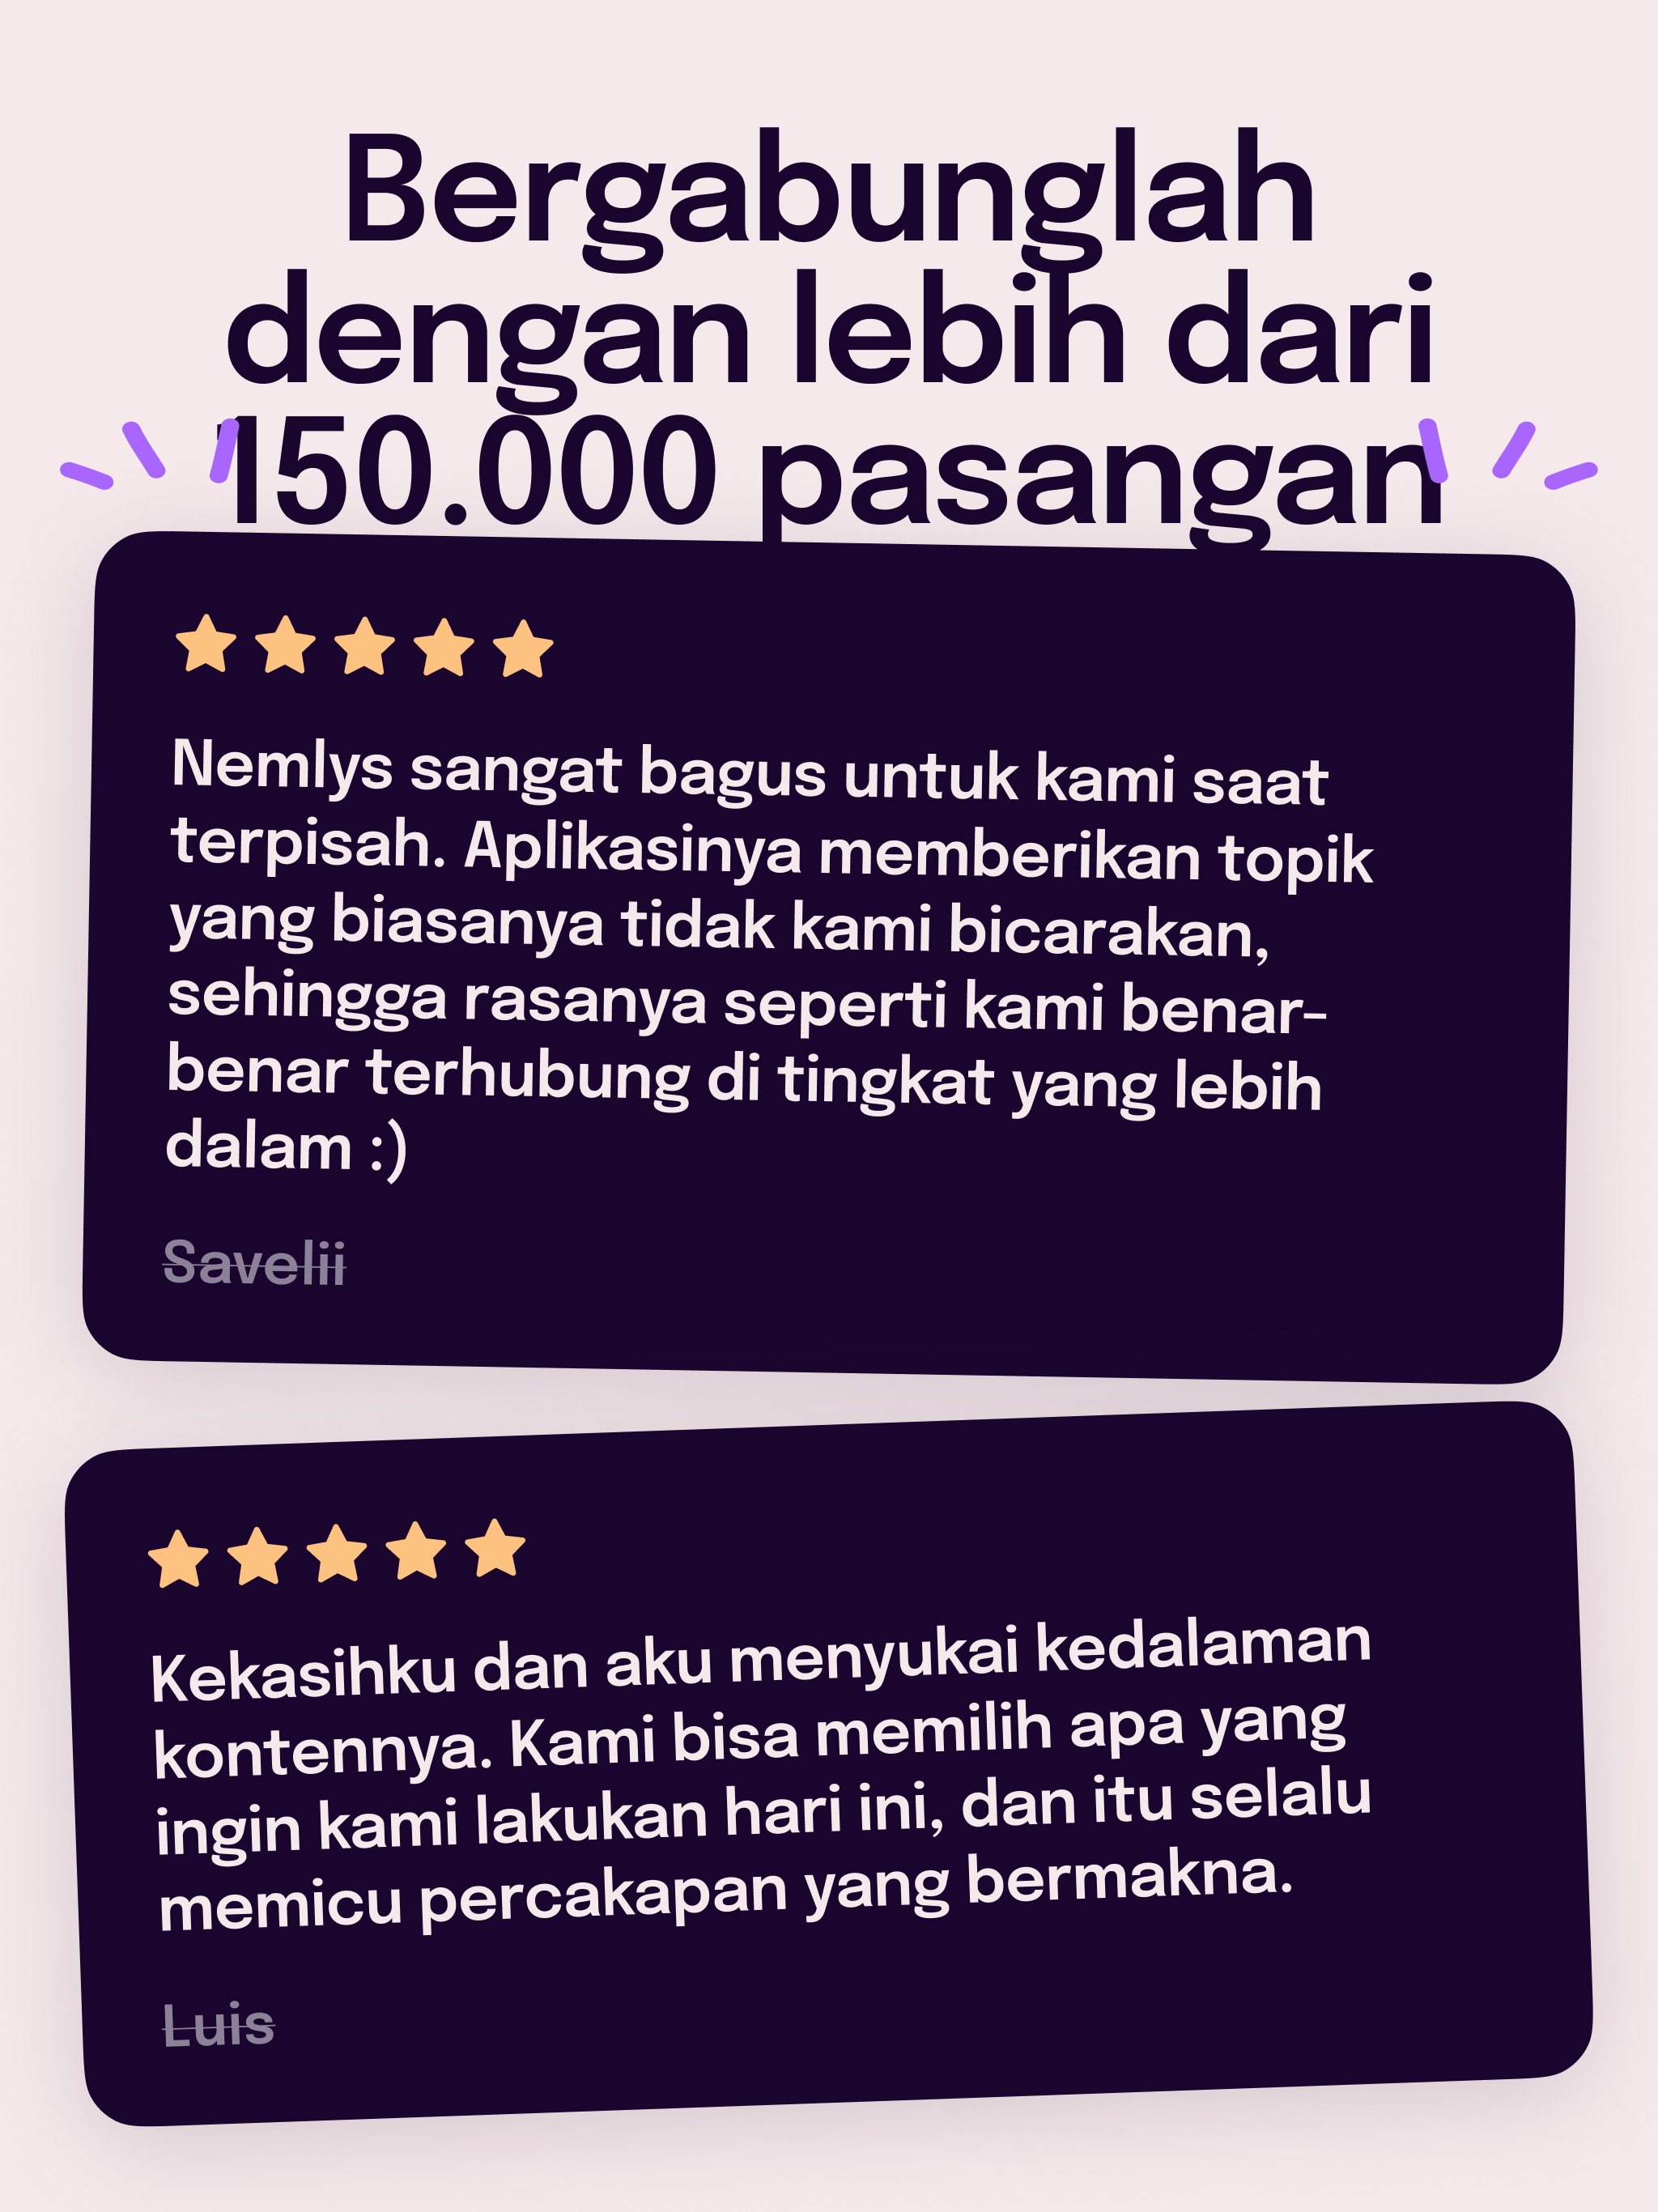 Bergabunglah
dengan lebih dari
150.000 pasangan
Nemlys sangat bagus untuk kami saat
terpisah. Aplikasinya memberikan topik
yang biasanya tidak kami bicarakan,
sehingga rasanya seperti kami benar-
benar terhubung di tingkat yang lebih
dalam :)
Savelii
Kekasihku dan aku menyukai kedalaman
kontennya. Kami bisa memilih apa yang
ingin kami lakukan hari ini, dan itu selalu
memicu percakapan yang bermakna.
Luis